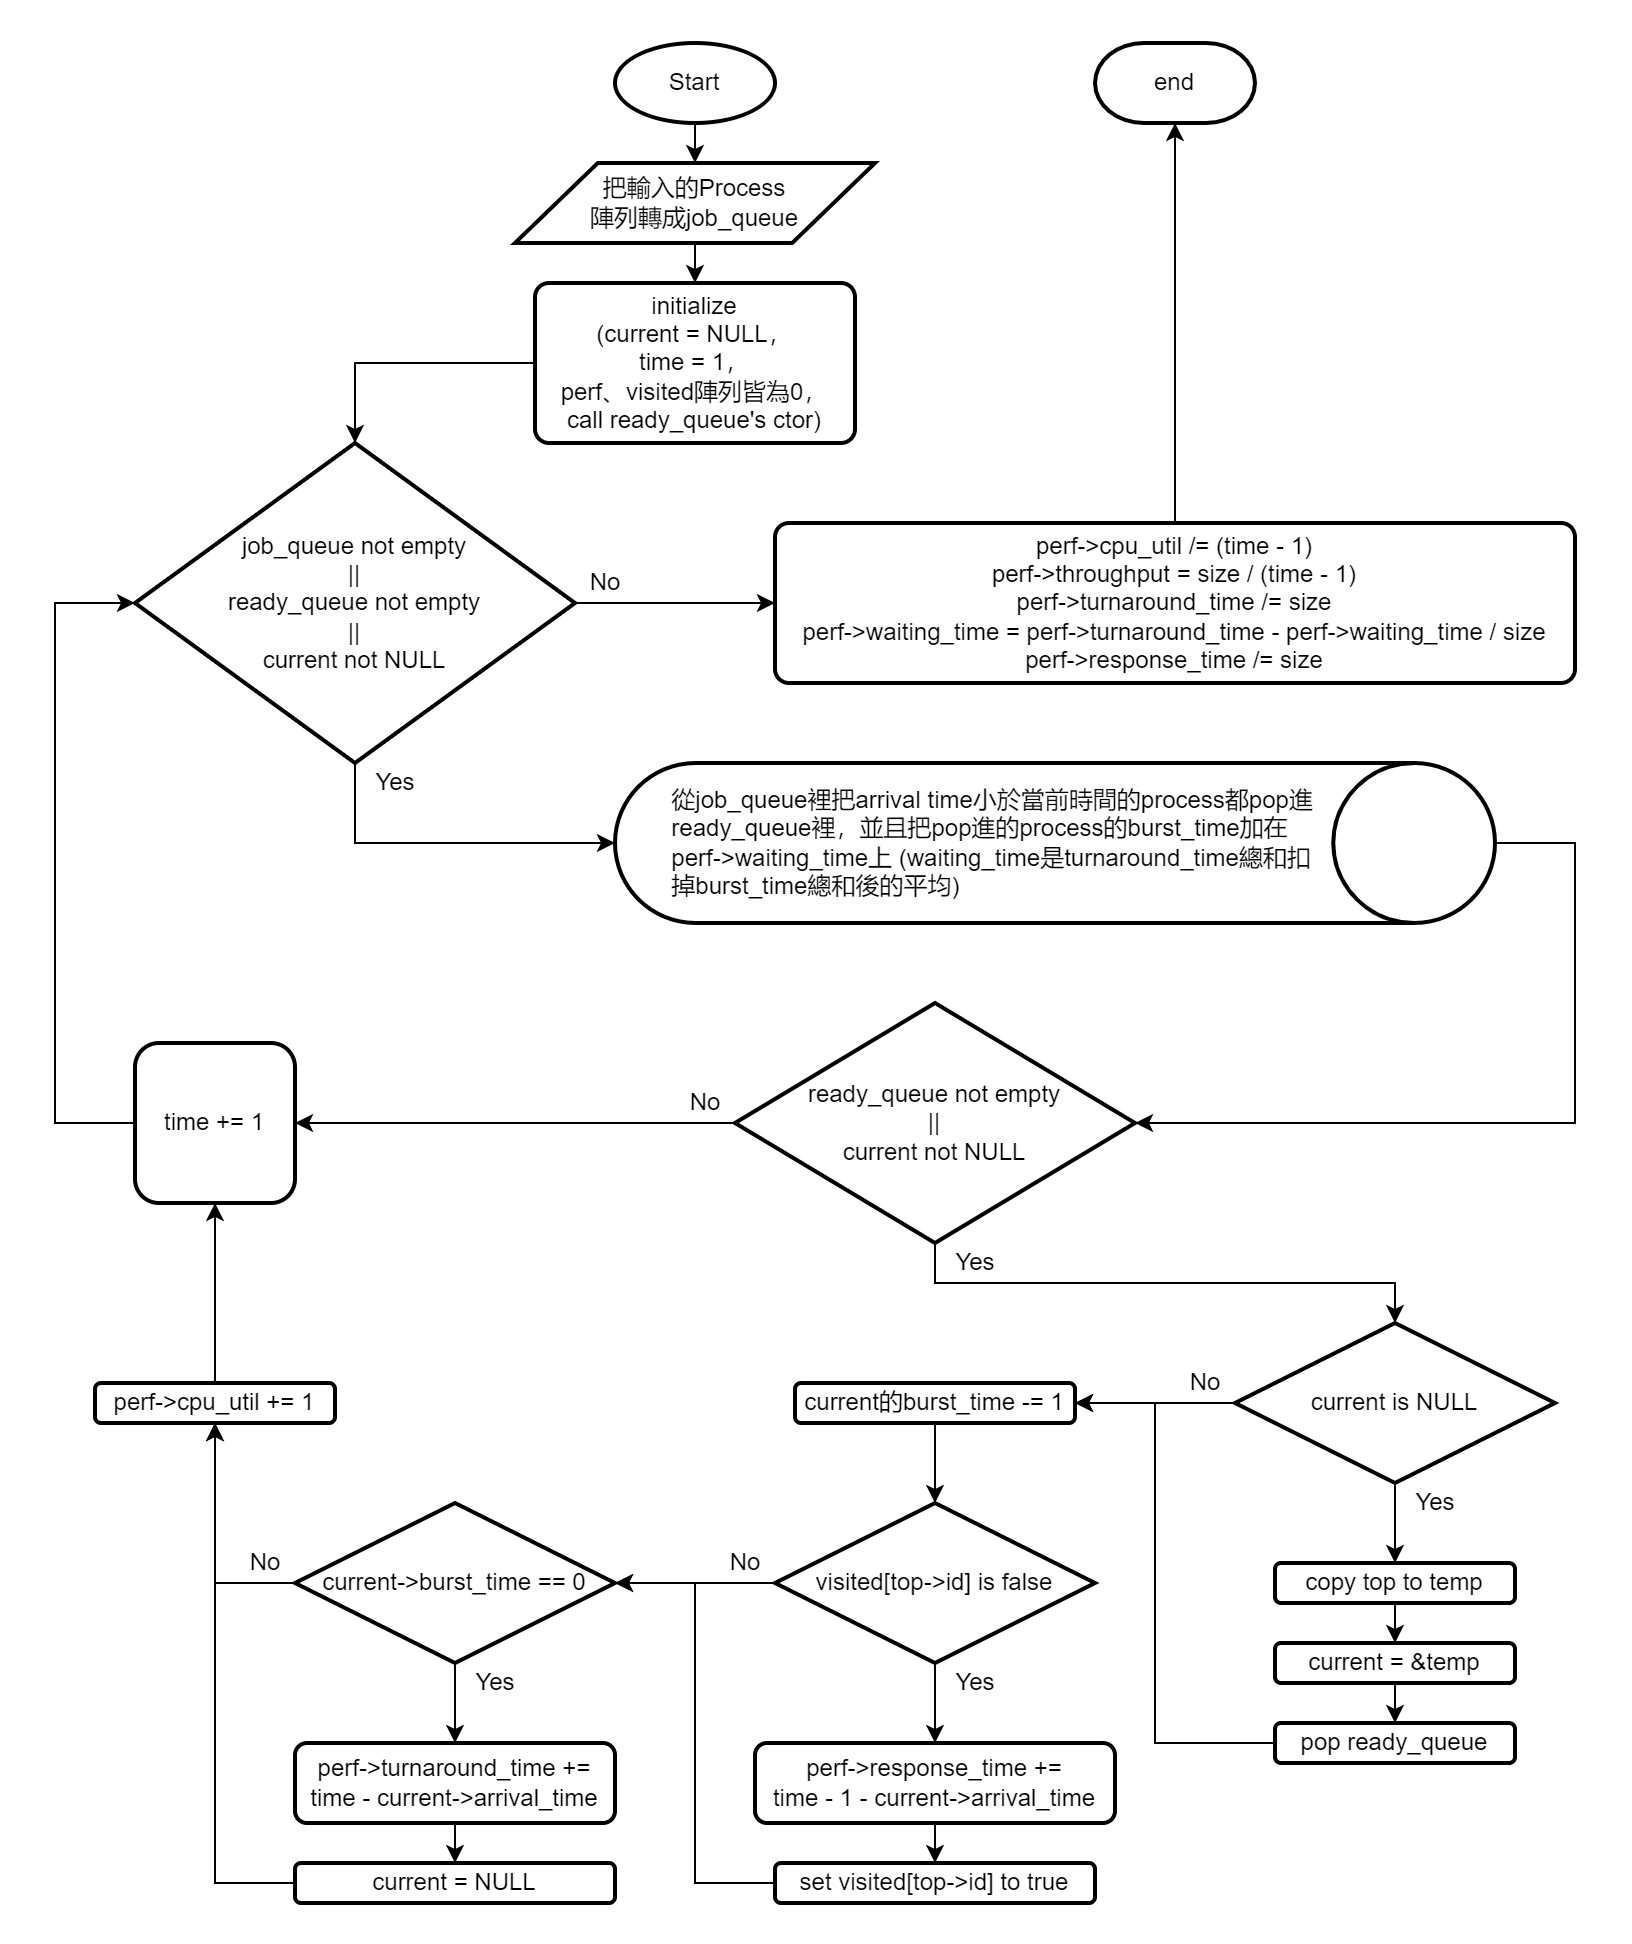 Start
end
把輸入的Process
陣列轉成job_queue
initialize
(current = NULL，
time = 1，
perf、visited陣列皆為0，
call ready_queue's ctor)
job_queue not empty
||
ready_queue not empty
||
current not NULL
No
perf->cpu_util /= (time - 1)
perf->throughput = size / (time - 1)
perf->turnaround_time /= size
perf->waiting_time = perf->turnaround_time - perf->waiting_time / size
perf->response_time /= size
Yes
從job_queue裡把arrival time小於當前時間的process都pop進
ready_queue裡，並且把pop進的process的burst_time加在
perf->waiting_time上 (waiting_time是turnaround_time總和扣
掉burst_time總和後的平均)
ready_queue not empty
||
current not NULL
No
time += 1
Yes
current is NULL
No
current的burst_time -= 1
perf->cpu_util += 1
Yes
copy top to temp
current = &temp
pop ready_queue
visited[top->id] is false
No
current->burst_time == 0
No
Yes
perf->response_time +=
time - 1 - current->arrival_time
set visited[top->id] to true
Yes
perf->turnaround_time +=
time - current->arrival_time
current = NULL